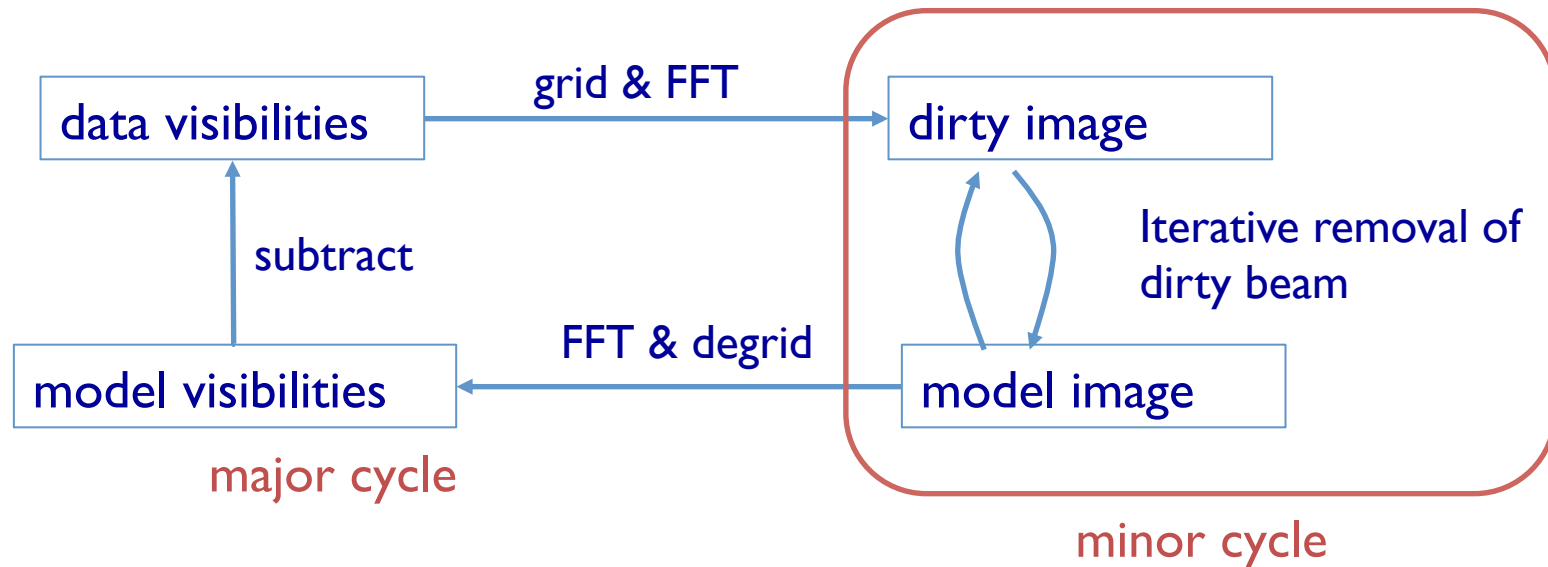 grid & FFT
data visibilities
dirty image
subtract
Iterative removal of
dirty beam
FFT & degrid
model visibilities
model image
major cycle
minor cycle